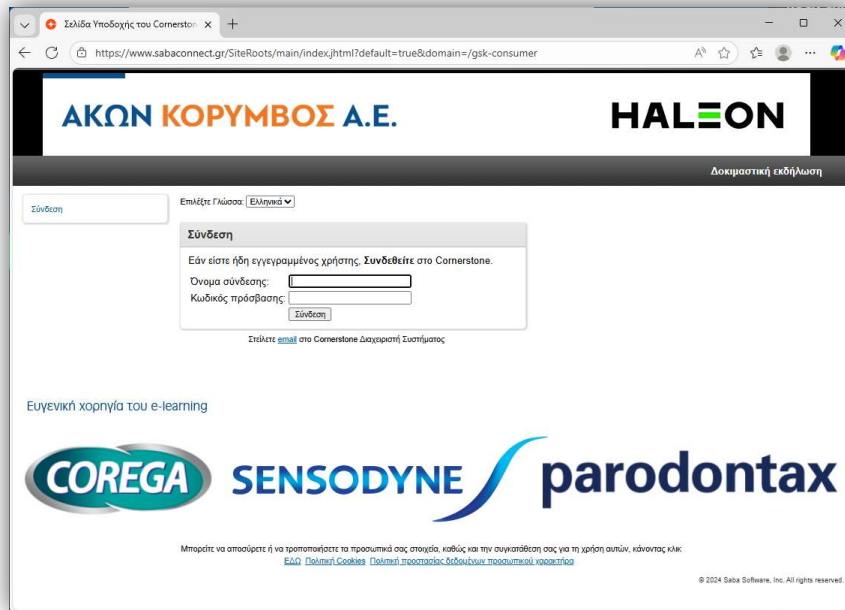 Σελίδα Υποδοχής του Cornerston
https://www.sabaconnect.gr/SiteRoots/main/index.jhtml?default=true&domain=/gsk-consumer
ΑΚΩΝ ΚΟΡΥΜΒΟΣ Α.Ε.
HALEON
Δοκιμαστική εκδήλωση
Σύνδεση
Επιλέξτε Γλώσσα: Ελληνικά
Σύνδεση
Εάν είστε ήδη εγγεγραμμένος χρήστης, Συνδεθείτε στο Cornerstone.
Όνομα σύνδεσης:
Κωδικός πρόσβασης:
Σύνδεση
Στείλετε email στο Cornerstone Διαχειριστή Συστήματος
Ευγενική χορηγία του e-learning
COREGA
SENSODYNE
parodontax
Μπορείτε να αποσύρετε ή να τροποποιήσετε τα προσωπικά σας στοιχεία, καθώς και την συγκατάθεση σας για τη χρήση αυτών, κάνοντας κλικ
ΕΔΩ Πολιτική Cookies Πολιτική προστασίας δεδομένων προσωπικού χαρακτήρα
© 2024 Saba Software, Inc. All rights reserved.